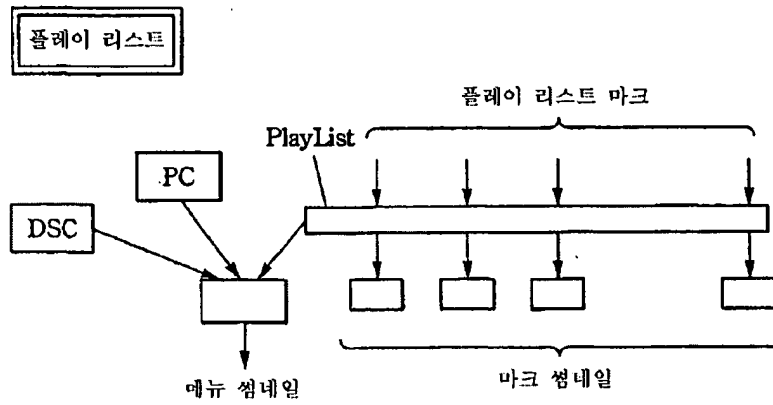 플레이 리스트
플레이 리스트 마크
PlayList
PC
DSC
메뉴 썸네일
마크 썸네일